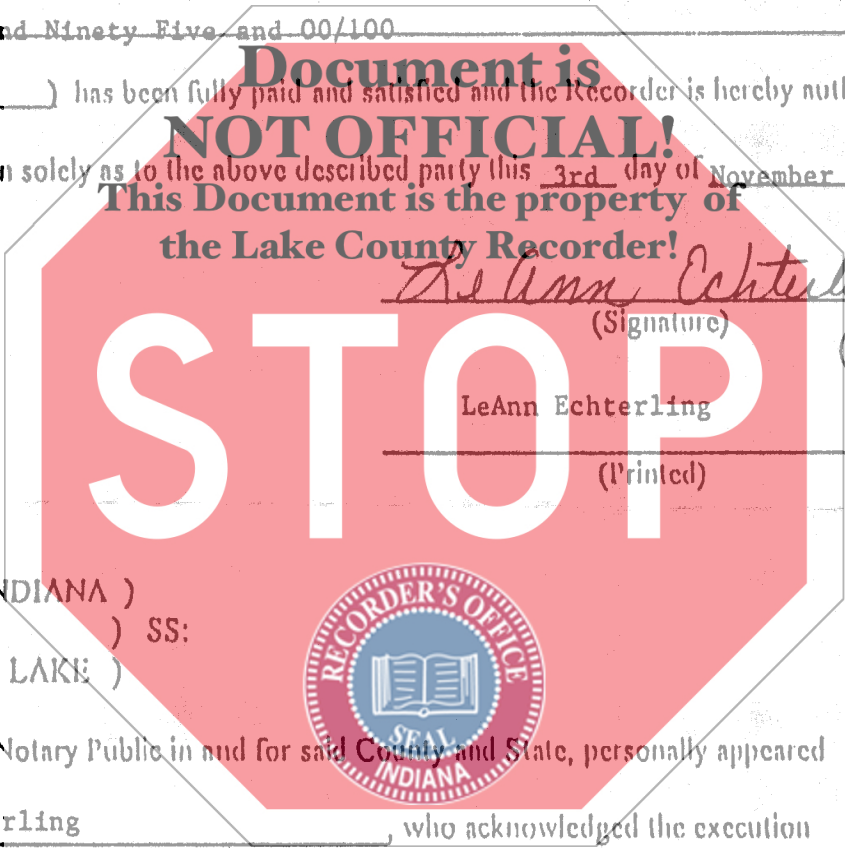 nd Ninety Five and 00/100
Document is
) has been fully paid and satisfied and the Recorder is hereby auth
NOT OFFICIAL!
n solely as to the above described party this 3rd day of November
This Document is the property of
the Lake County Recorder!
LeAnn Echterl
(Signature)
STOP
LeAnn Echterling
(Printed)
NDIANA )
) SS:
LAKE )
RECORDER'S OFFICE
SEAL
INDIANA
Notary Public in and for said County and State, personally appeared
rling , who acknowledged the execution